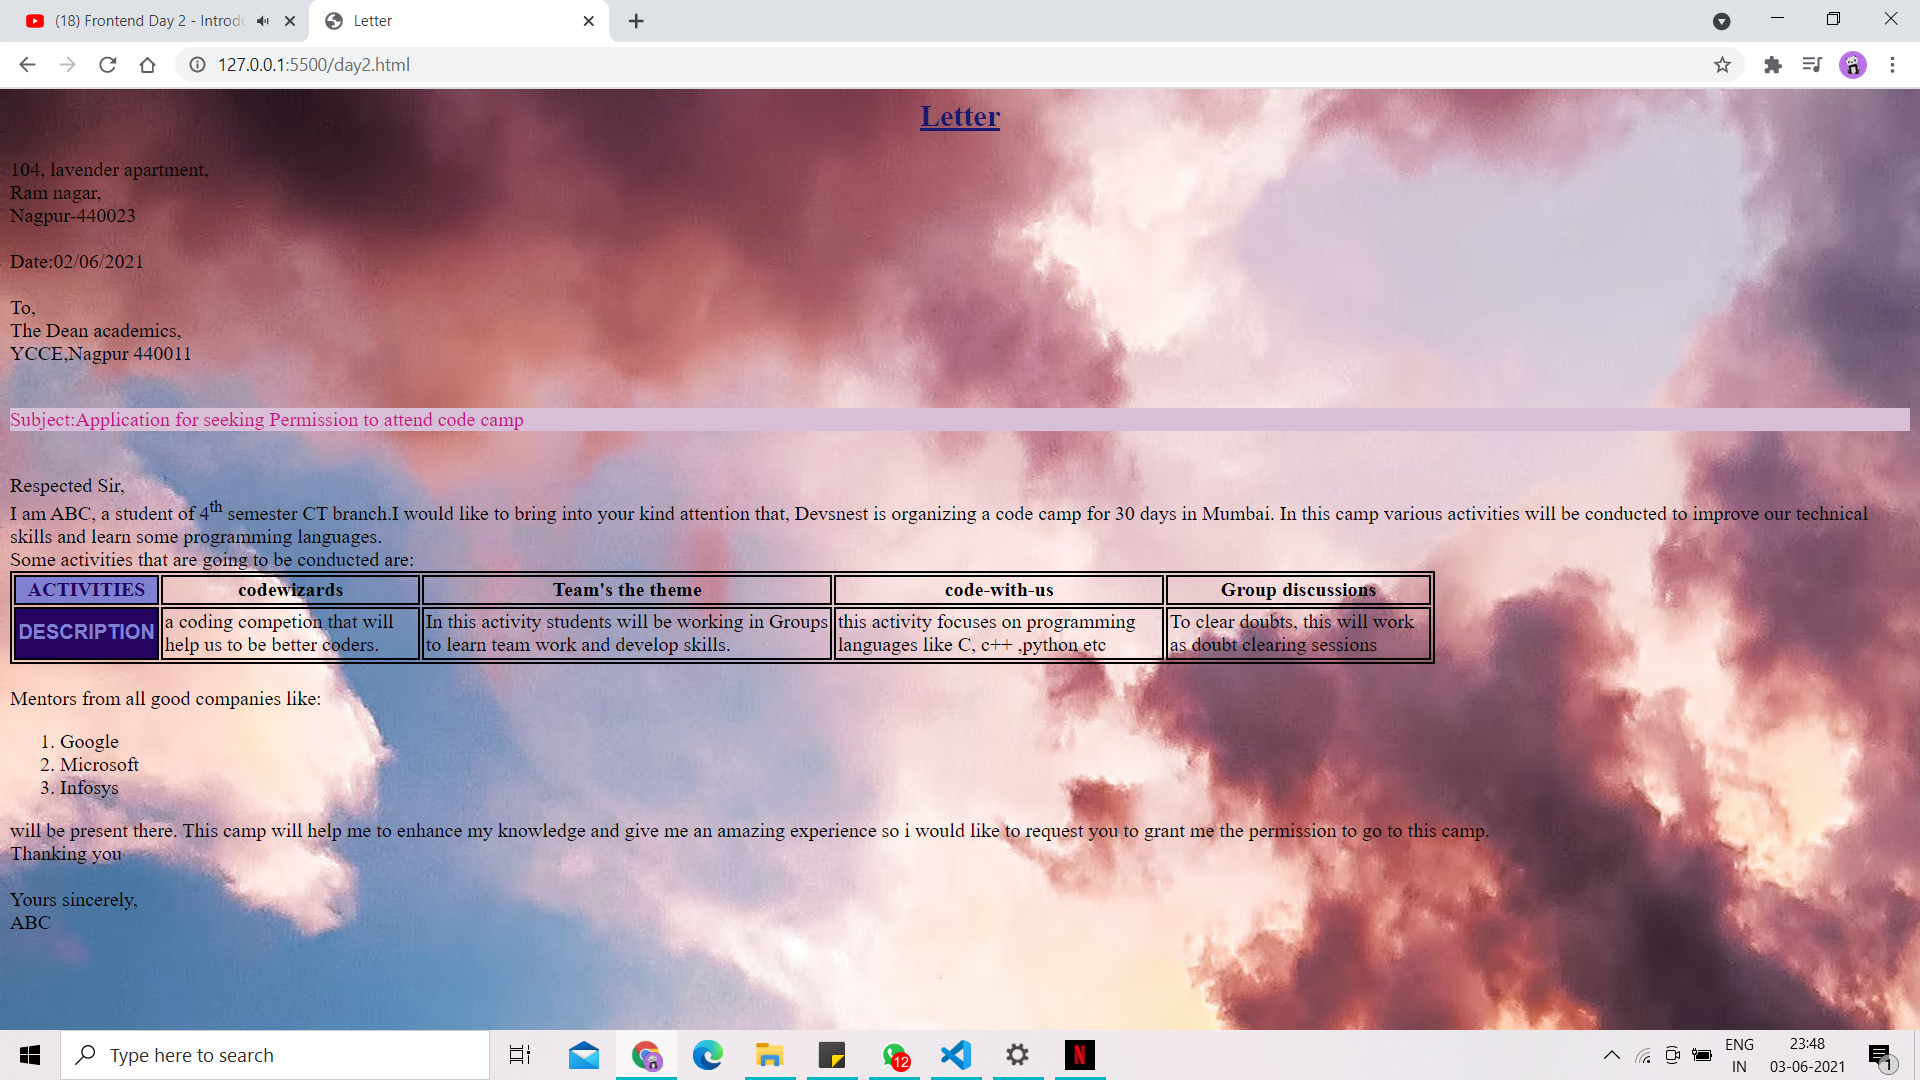 (18) Frontend Day 2 - Introdu
Letter
127.0.0.1:5500/day2.html
Letter
104, lavender apartment,
Ram nagar,
Nagpur-440023
Date:02/06/2021
To,
The Dean academics,
YCCE,Nagpur 440011
Subject:Application for seeking Permission to attend code camp
Respected Sir,
I am ABC, a student of 4th semester CT branch.I would like to bring into your kind attention that, Devsnest is organizing a code camp for 30 days in Mumbai. In this camp various activities will be conducted to improve our technical
skills and learn some programming languages.
Some activities that are going to be conducted are:
ACTIVITIES codewizards Team's the theme code-with-us Group discussions
DESCRIPTION a coding competion that will In this activity students will be working in Groups this activity focuses on programming To clear doubts, this will work
help us to be better coders. to learn team work and develop skills. languages like C, c++ ,python etc as doubt clearing sessions
Mentors from all good companies like:
1. Google
2. Microsoft
3. Infosys
will be present there. This camp will help me to enhance my knowledge and give me an amazing experience so i would like to request you to grant me the permission to go to this camp.
Thanking you
Yours sincerely,
ABC
Type here to search
12
N
ENG
IN
23:48
03-06-2021
1